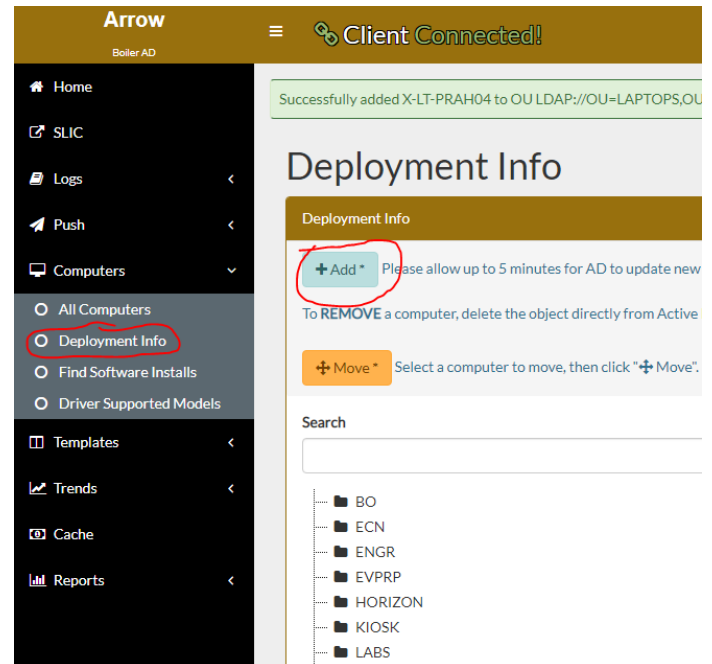 Arrow
Boiler AD
Client Connected!
Home
SLIC
Logs
Push
Computers
All Computers
Deployment Info
Find Software Installs
Driver Supported Models
Templates
Trends
Cache
Reports
Successfully added X-LT-PRAH04 to OU LDAP://OU=LAPTOPS,OU
Deployment Info
Deployment Info
+ Add * Please allow up to 5 minutes for AD to update new
To REMOVE a computer, delete the object directly from Active
Move * Select a computer to move, then click " Move".
Search
BO
ECN
ENGR
EVPRP
HORIZON
KIOSK
LABS